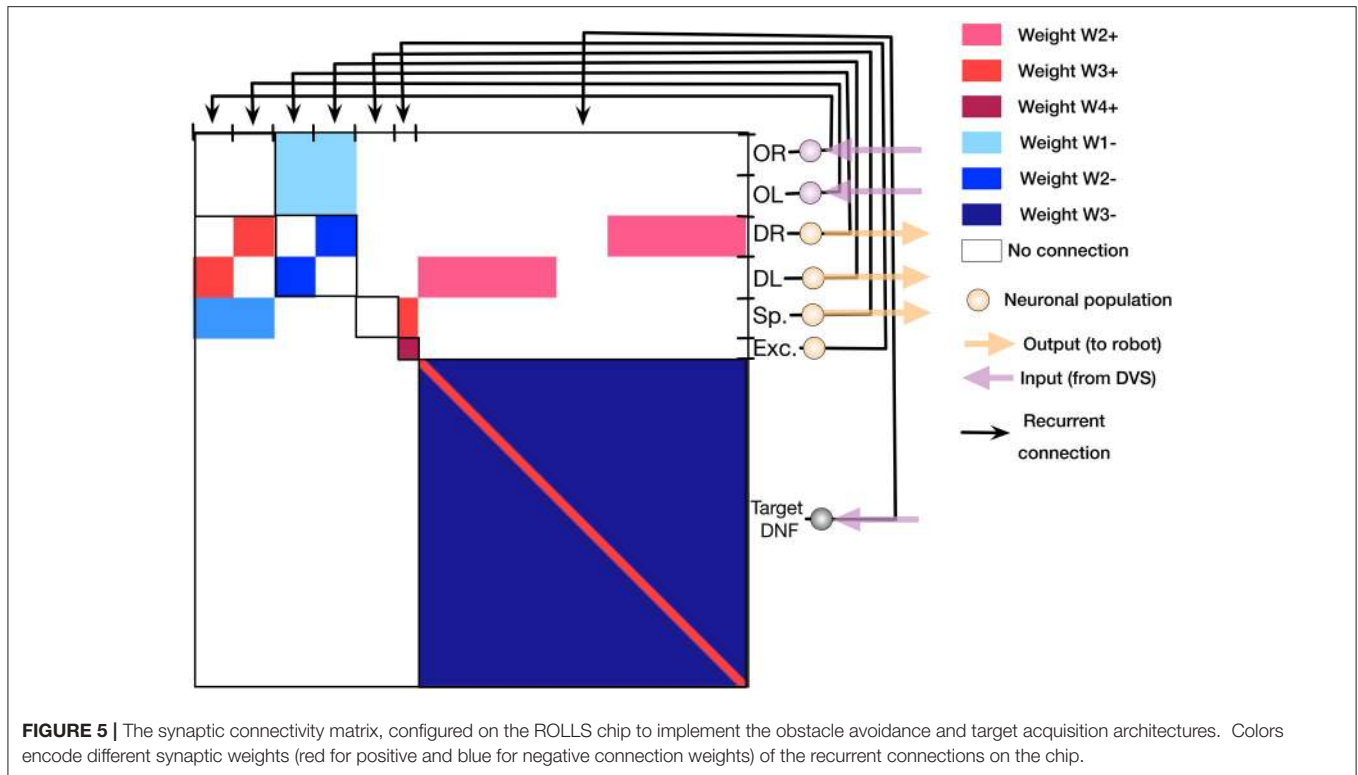 OR
OL
DR
DL
Sp.
Exc.
Target
DNF
Weight W2+
Weight W3+
Weight W4+
Weight W1-
Weight W2-
Weight W3-
No connection
Neuronal population
Output (to robot)
Input (from DVS)
Recurrent
connection
FIGURE 5 | The synaptic connectivity matrix, configured on the ROLLS chip to implement the obstacle avoidance and target acquisition architectures. Colors
encode different synaptic weights (red for positive and blue for negative connection weights) of the recurrent connections on the chip.